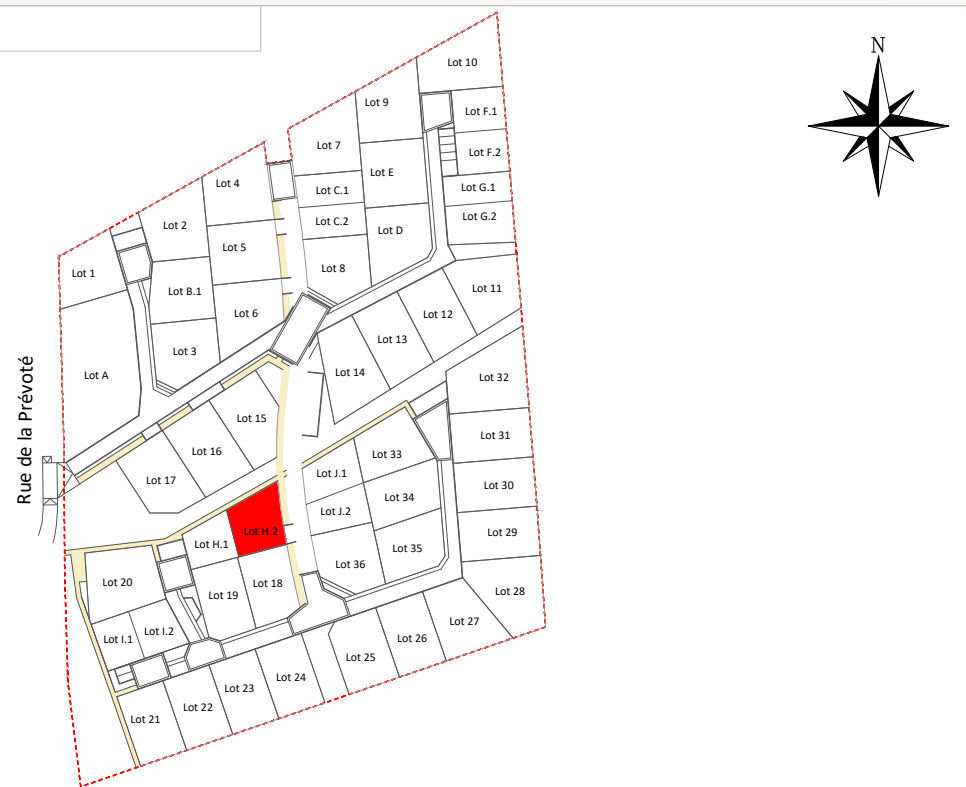 N
Lot 10
Lot 9
Lot F.1
Lot 7
Lot F.2
Lot E
Lot 4
Lot C.1
Lot G.1
Lot 2
Lot C.2
Lot G.2
Lot D
Lot 5
Lot 1
Lot 8
Lot B.1
Lot 11
Lot 6
Lot 12
Lot 13
Lot 3
Lot A
Lot 14
Lot 32
Rue de la Prévoté
Lot 15
Lot 31
Lot 16
Lot 33
Lot 17
Lot J.1
Lot 30
Lot 34
Lot J.2
Lot H.2
Lot 29
Lot H.1
Lot 35
Lot 36
Lot 20
Lot 18
Lot 28
Lot 19
Lot 27
Lot I.2
Lot I.1
Lot 26
Lot 25
Lot 24
Lot 23
Lot 22
Lot 21